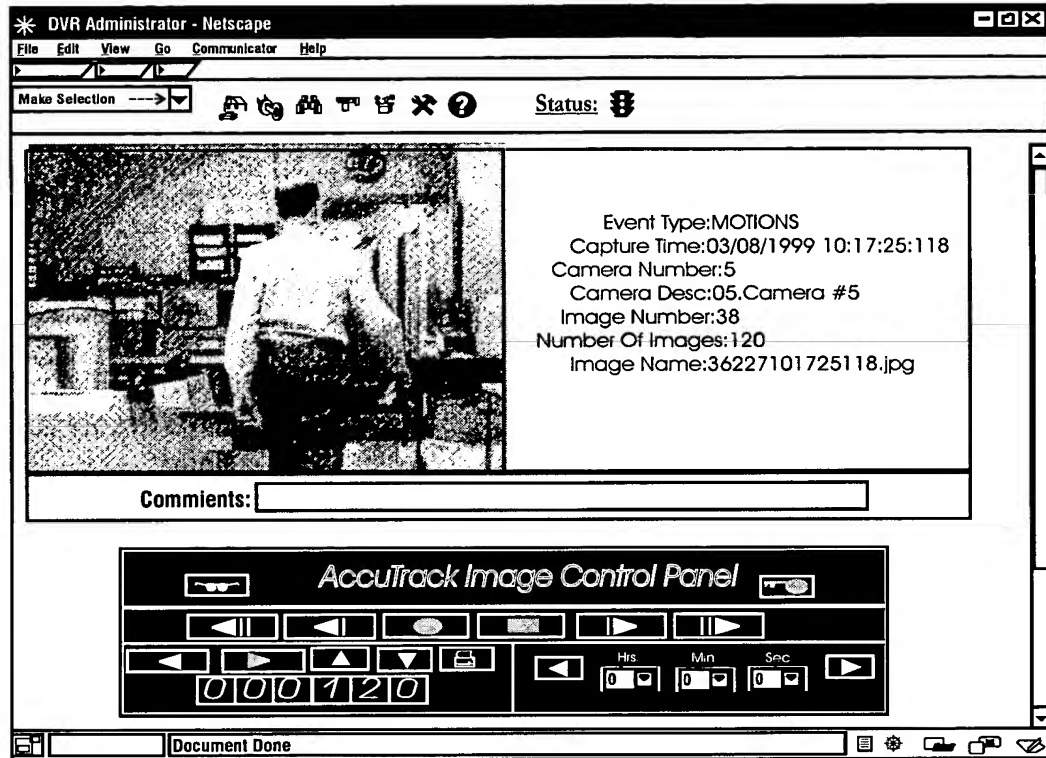 DVR Administrator - Netscape
File Edit View Go Communicator Help
Make Selection --->
Status:
Event Type:MOTIONS
Capture Time:03/08/1999 10:17:25:118
Camera Number:5
Camera Desc:05.Camera #5
Image Number:38
Number Of Images:120
Image Name:36227101725118.jpg
Commients:
AccuTrack Image Control Panel
Hrs Min Sec
0 0 0
000120
Document Done